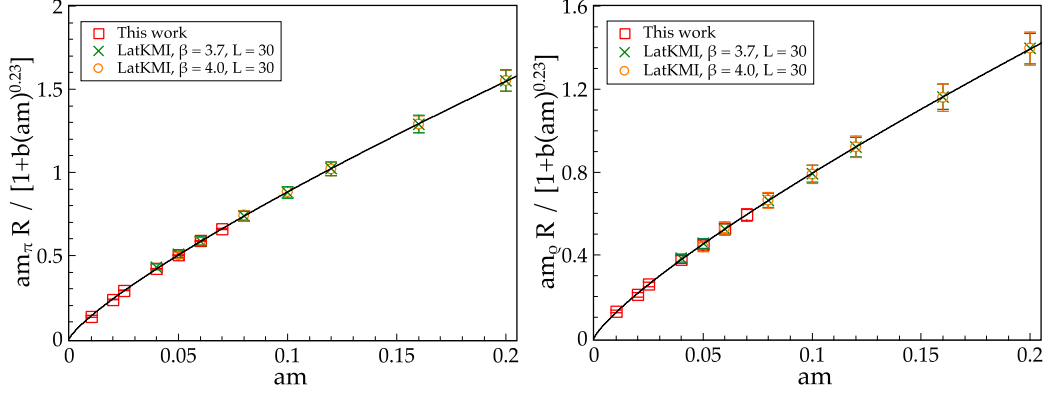 2
1.5
1
0.5
0
am_π R / [1+b(am)^0.23]
This work
LatKMI, β = 3.7, L = 30
LatKMI, β = 4.0, L = 30
0 0.05 0.1 0.15 0.2
am
1.6
1.2
0.8
0.4
0
am_ϱ R / [1+b(am)^0.23]
This work
LatKMI, β = 3.7, L = 30
LatKMI, β = 4.0, L = 30
0 0.05 0.1 0.15 0.2
am